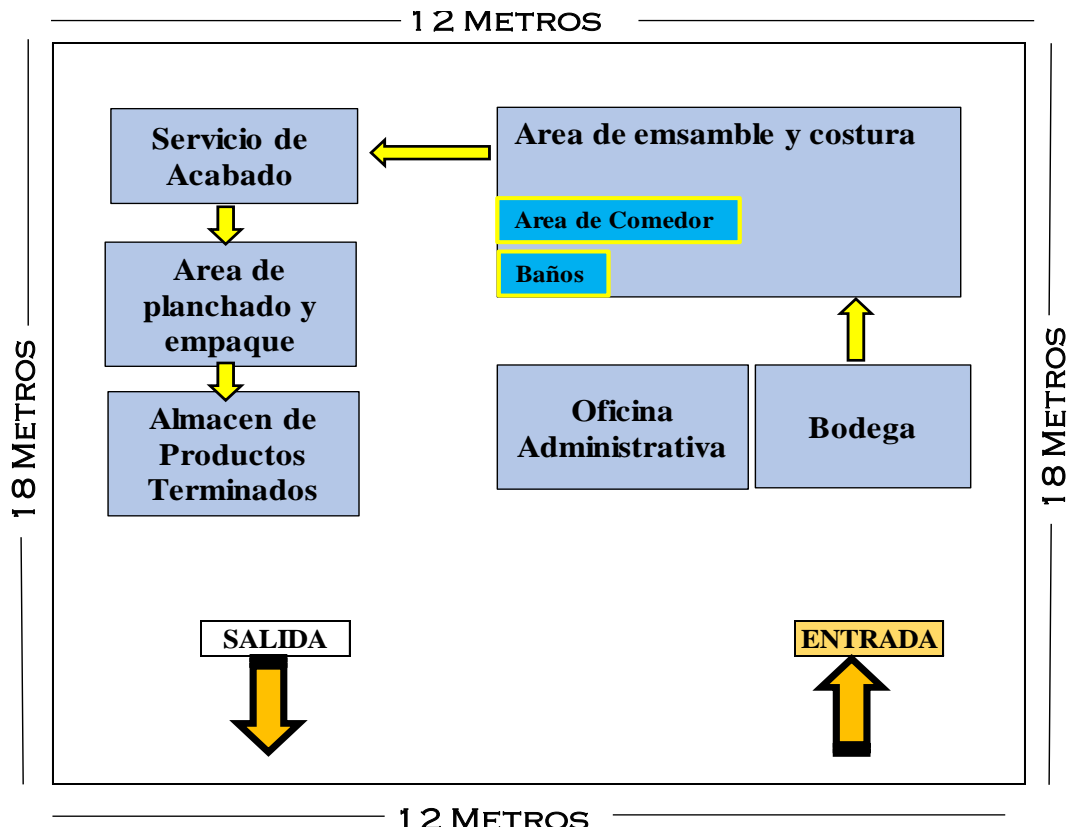 12 METROS
Servicio de
Acabado
Area de emsamble y costura
Area de Comedor
Baños
Area de
planchado y
empaque
Almacen de
Productos
Terminados
Oficina
Administrativa
Bodega
18 METROS
18 METROS
SALIDA
ENTRADA
12 METROS